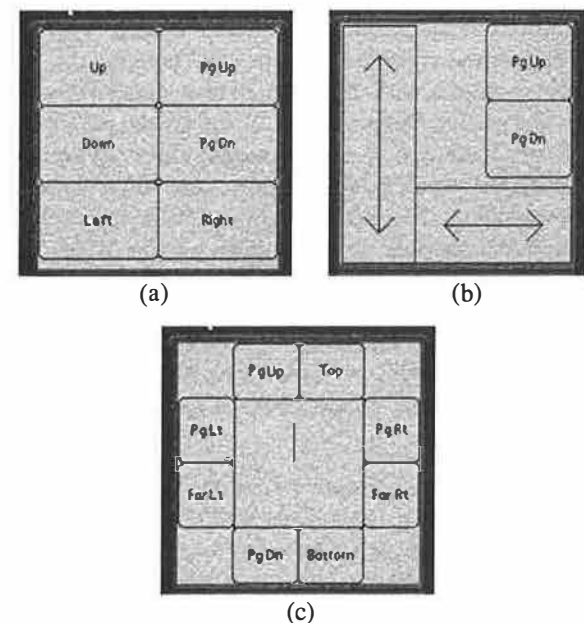 Up PgUp
Down PgDn
Left Right
(a)
PgUp
PgDn
(b)
PgUp Top
PgLt PgRt
FarLt FarRt
PgDn Bottom
(c)